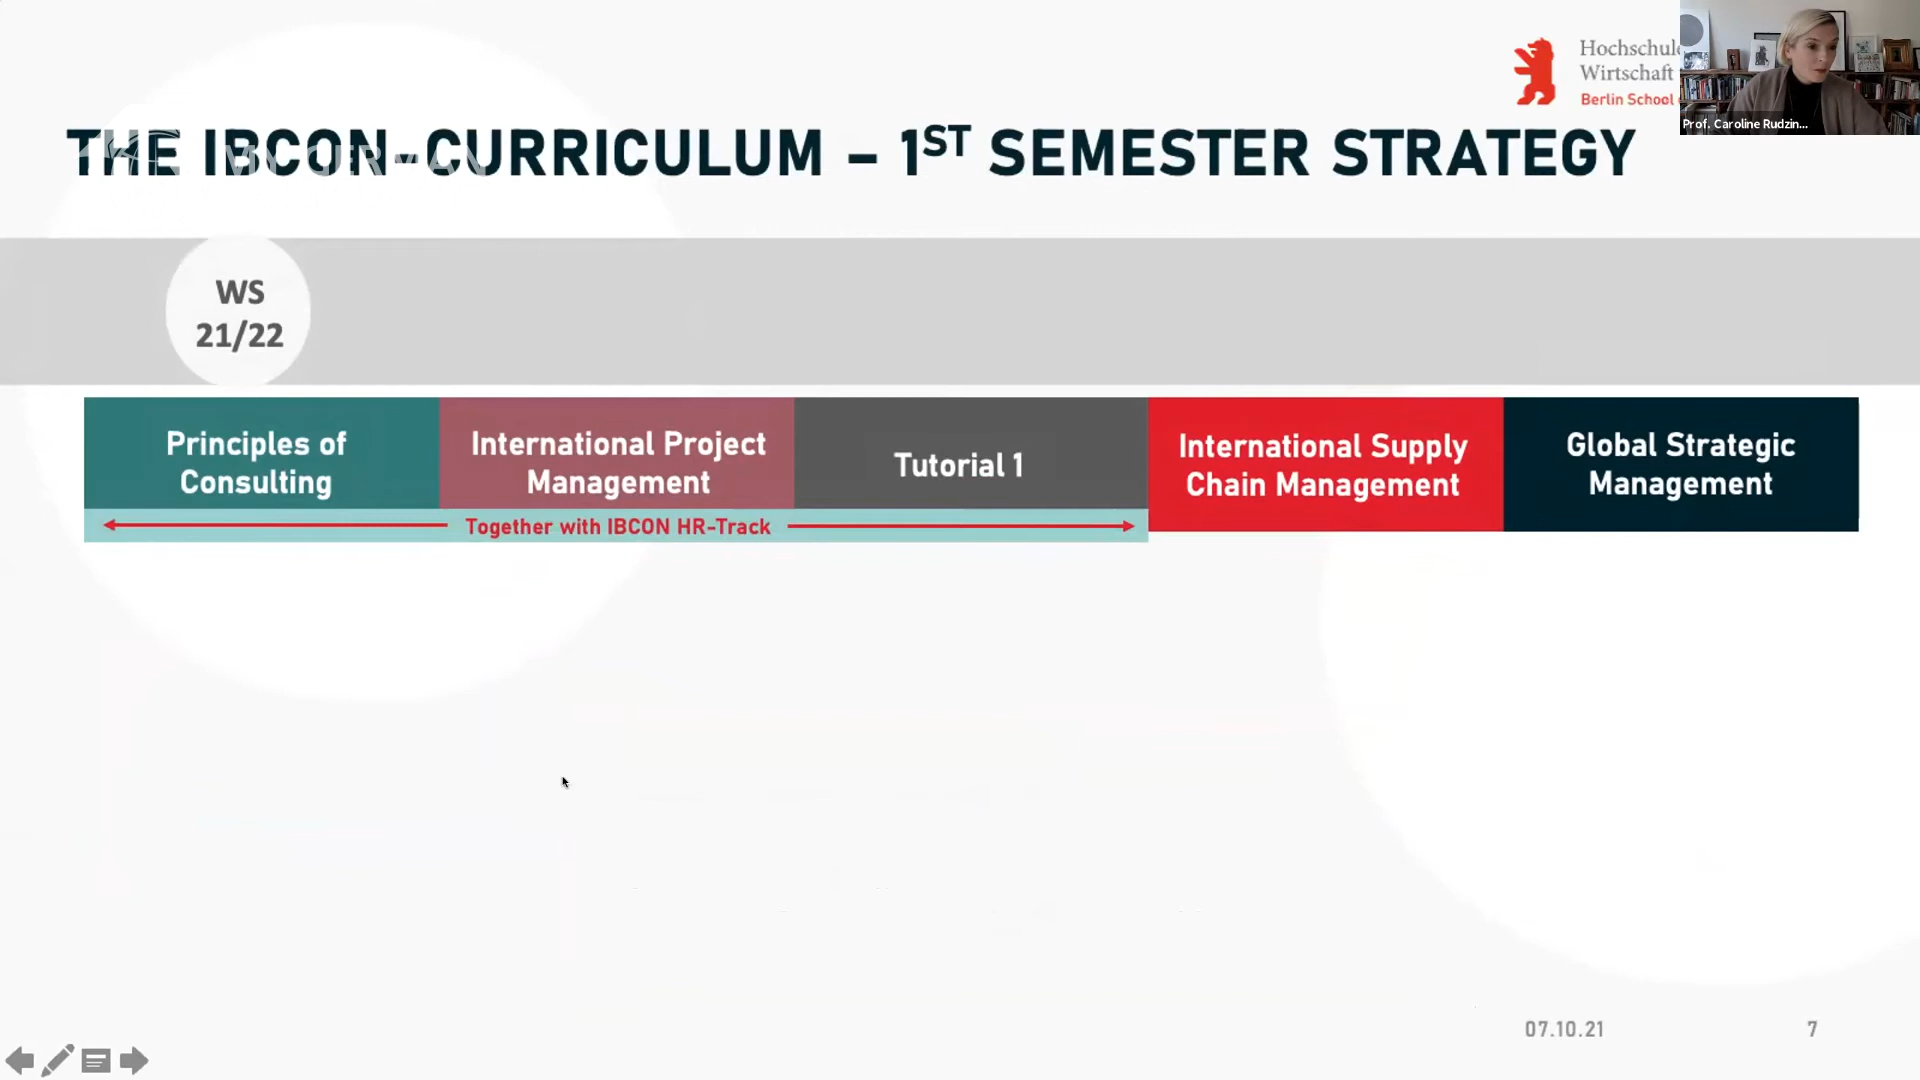 Hochschule
Wirtschaft
Berlin School
Prof. Caroline Rudzin...
THE IBCON-CURRICULUM – 1ST SEMESTER STRATEGY
MY GERMAN
WS
21/22
Principles of
Consulting
International Project
Management
Tutorial 1
International Supply
Chain Management
Global Strategic
Management
Together with IBCON HR-Track
07.10.21
7